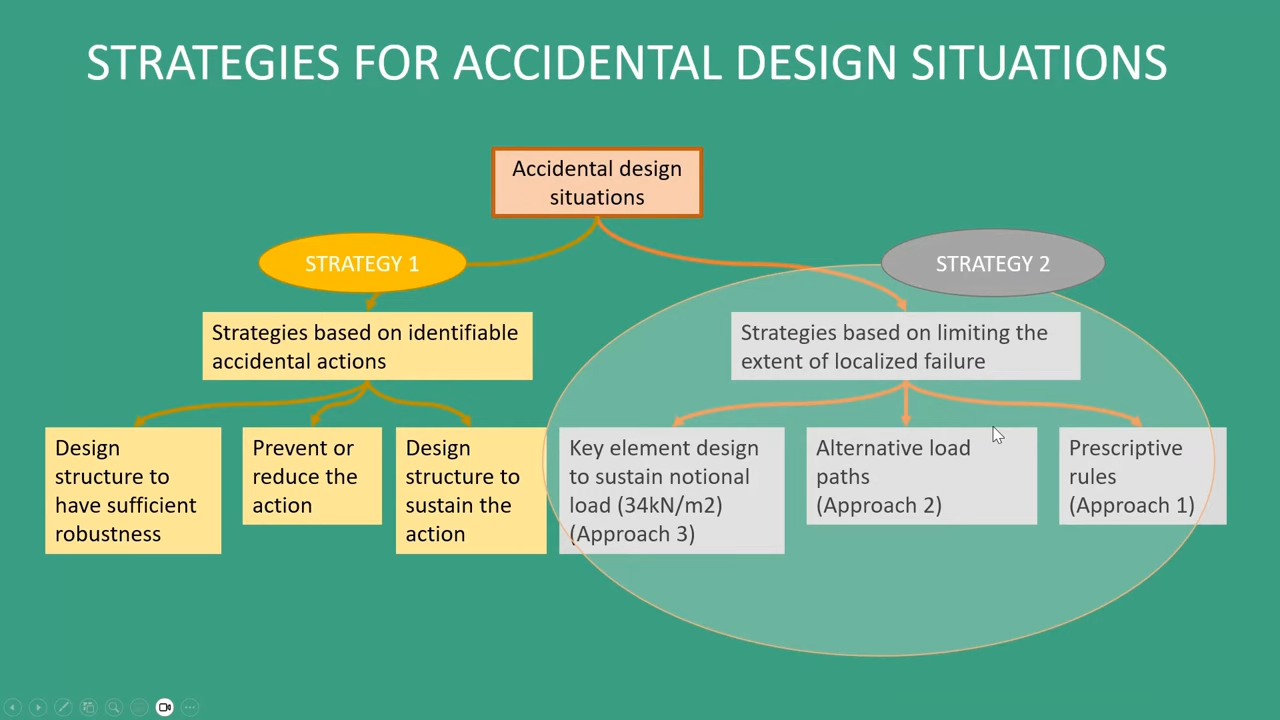 STRATEGIES FOR ACCIDENTAL DESIGN SITUATIONS
Accidental design
situations
STRATEGY 1
STRATEGY 2
Strategies based on identifiable
accidental actions
Strategies based on limiting the
extent of localized failure
Design
structure to
have sufficient
robustness
Prevent or
reduce the
action
Design
structure to
sustain the
action
Key element design
to sustain notional
load (34kN/m2)
(Approach 3)
Alternative load
paths
(Approach 2)
Prescriptive
rules
(Approach 1)